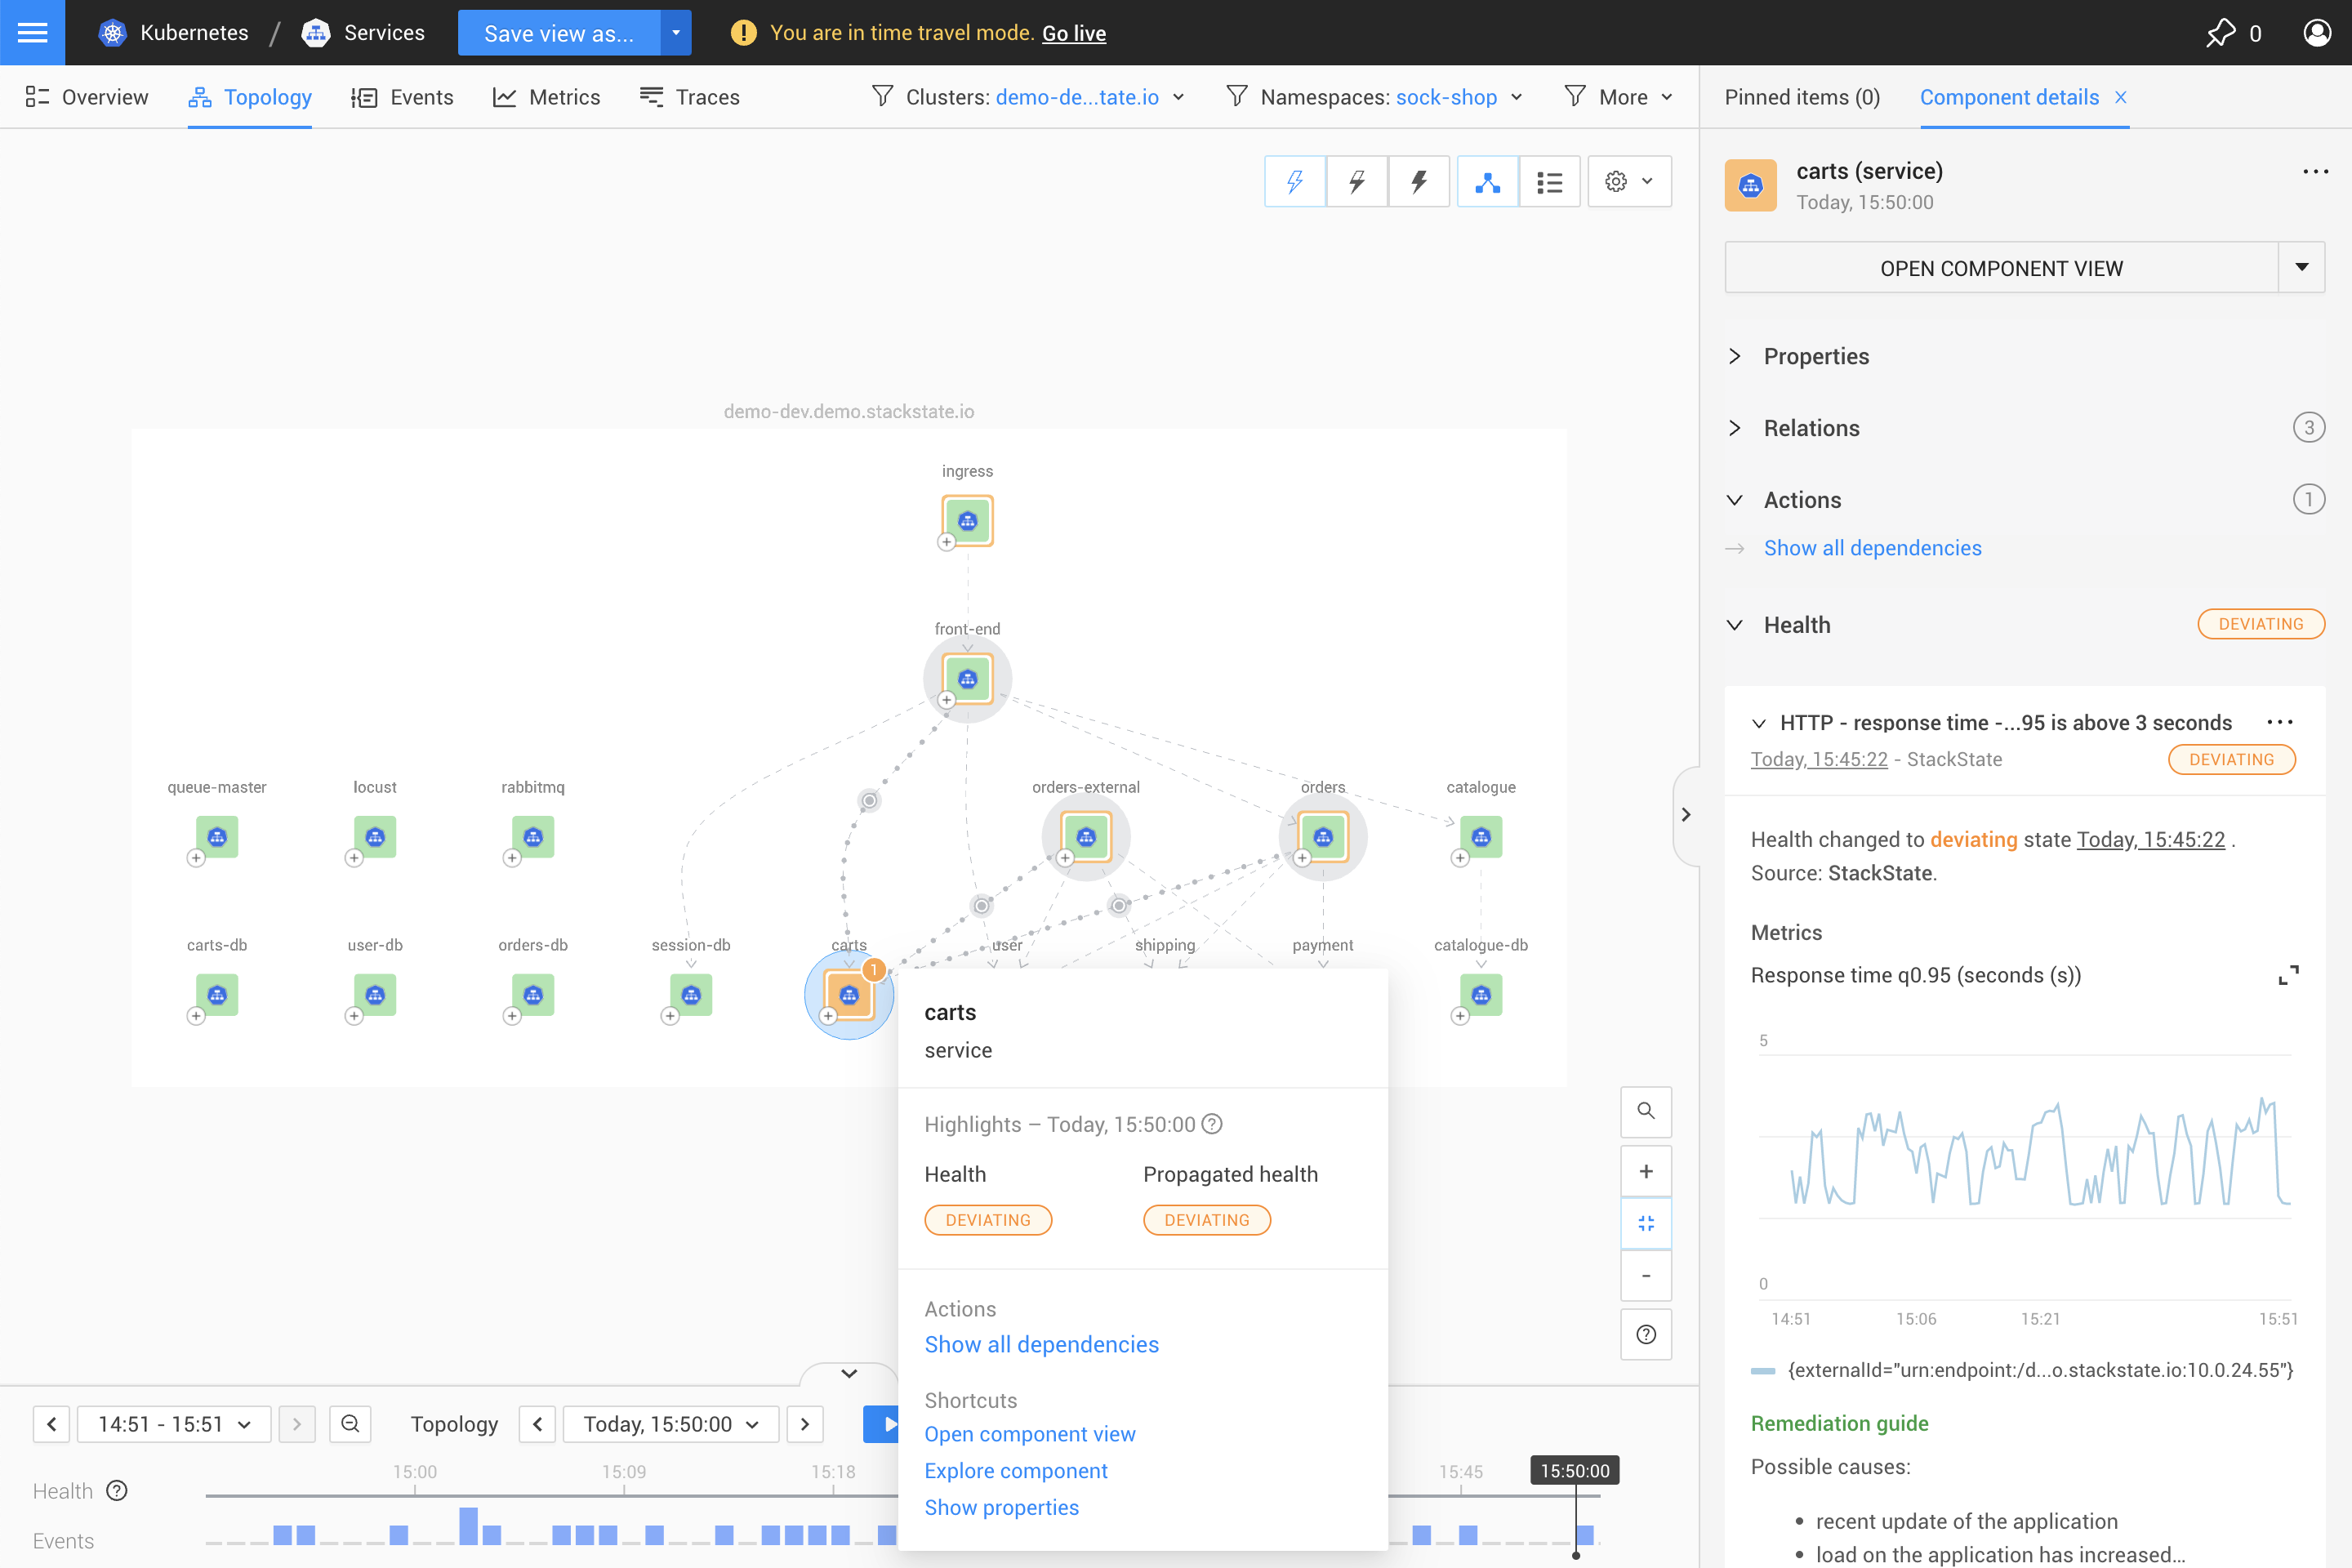 Kubernetes / Services
Save view as...
You are in time travel mode. Go live
0
Overview
Topology
Events
Metrics
Traces
Clusters: demo-de...tate.io
Namespaces: sock-shop
More
Pinned items (0)
Component details
carts (service)
Today, 15:50:00
OPEN COMPONENT VIEW
Properties
Relations
3
Actions
1
Show all dependencies
Health
DEVIATING
HTTP - response time -...95 is above 3 seconds
Today, 15:45:22 - StackState
DEVIATING
Health changed to deviating state Today, 15:45:22 .
Source: StackState.
Metrics
Response time q0.95 (seconds (s))
5
0
14:51
15:06
15:21
15:51
{externalId="urn:endpoint:/d...o.stackstate.io:10.0.24.55"}
Remediation guide
Possible causes:
• recent update of the application
• load on the application has increased...
demo-dev.demo.stackstate.io
ingress
front-end
queue-master
locust
rabbitmq
orders-external
orders
catalogue
carts-db
user-db
orders-db
session-db
carts
1
user
shipping
payment
catalogue-db
carts
service
Highlights – Today, 15:50:00
Health
Propagated health
DEVIATING
DEVIATING
Actions
Show all dependencies
Shortcuts
Open component view
Explore component
Show properties
14:51 - 15:51
Topology
Today, 15:50:00
15:00
15:09
15:18
15:45
15:50:00
Health
Events